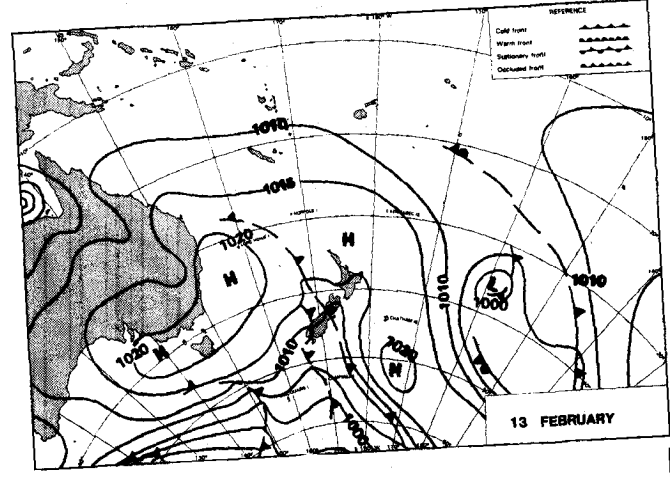 REFERENCE
Cold front
Warm front
Stationary front
Occluded front
1010
1015
1020
H
H
1010
1010
L
1000
1020
H
1010
1020
H
1000
13 FEBRUARY